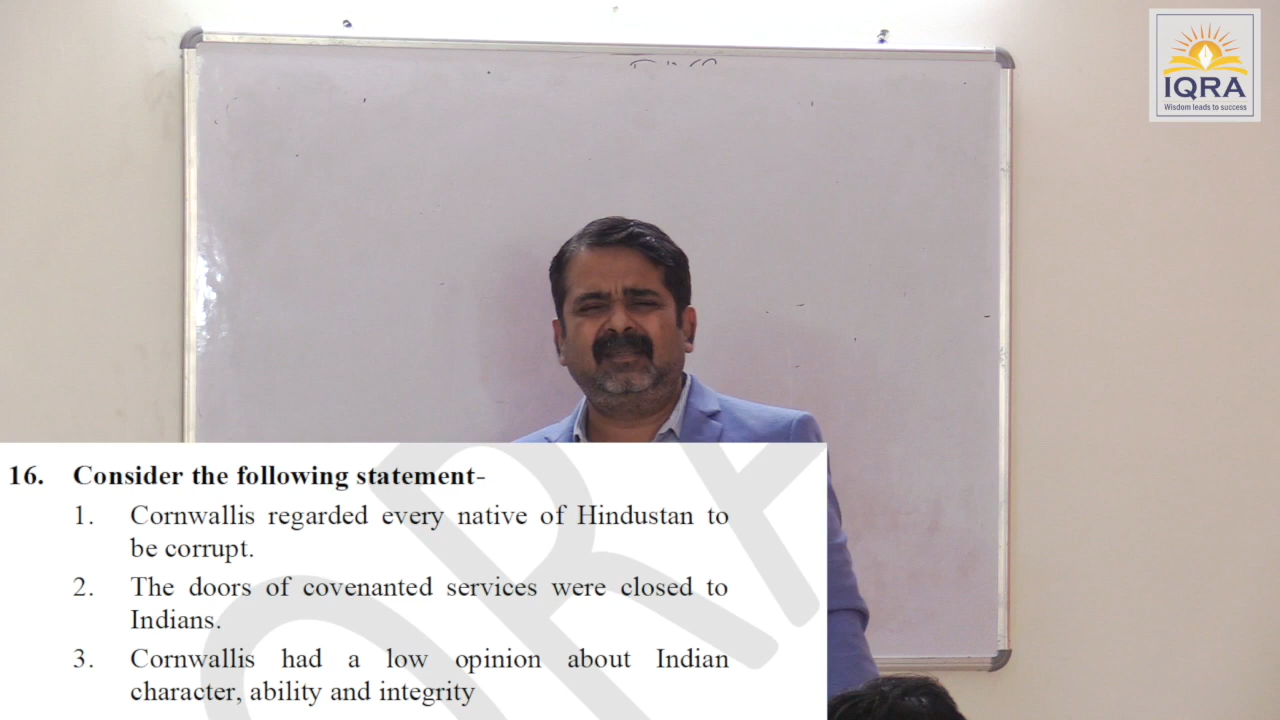 IQRA
Wisdom leads to success
16. Consider the following statement-
1. Cornwallis regarded every native of Hindustan to
be corrupt.
2. The doors of covenanted services were closed to
Indians.
3. Cornwallis had a low opinion about Indian
character, ability and integrity